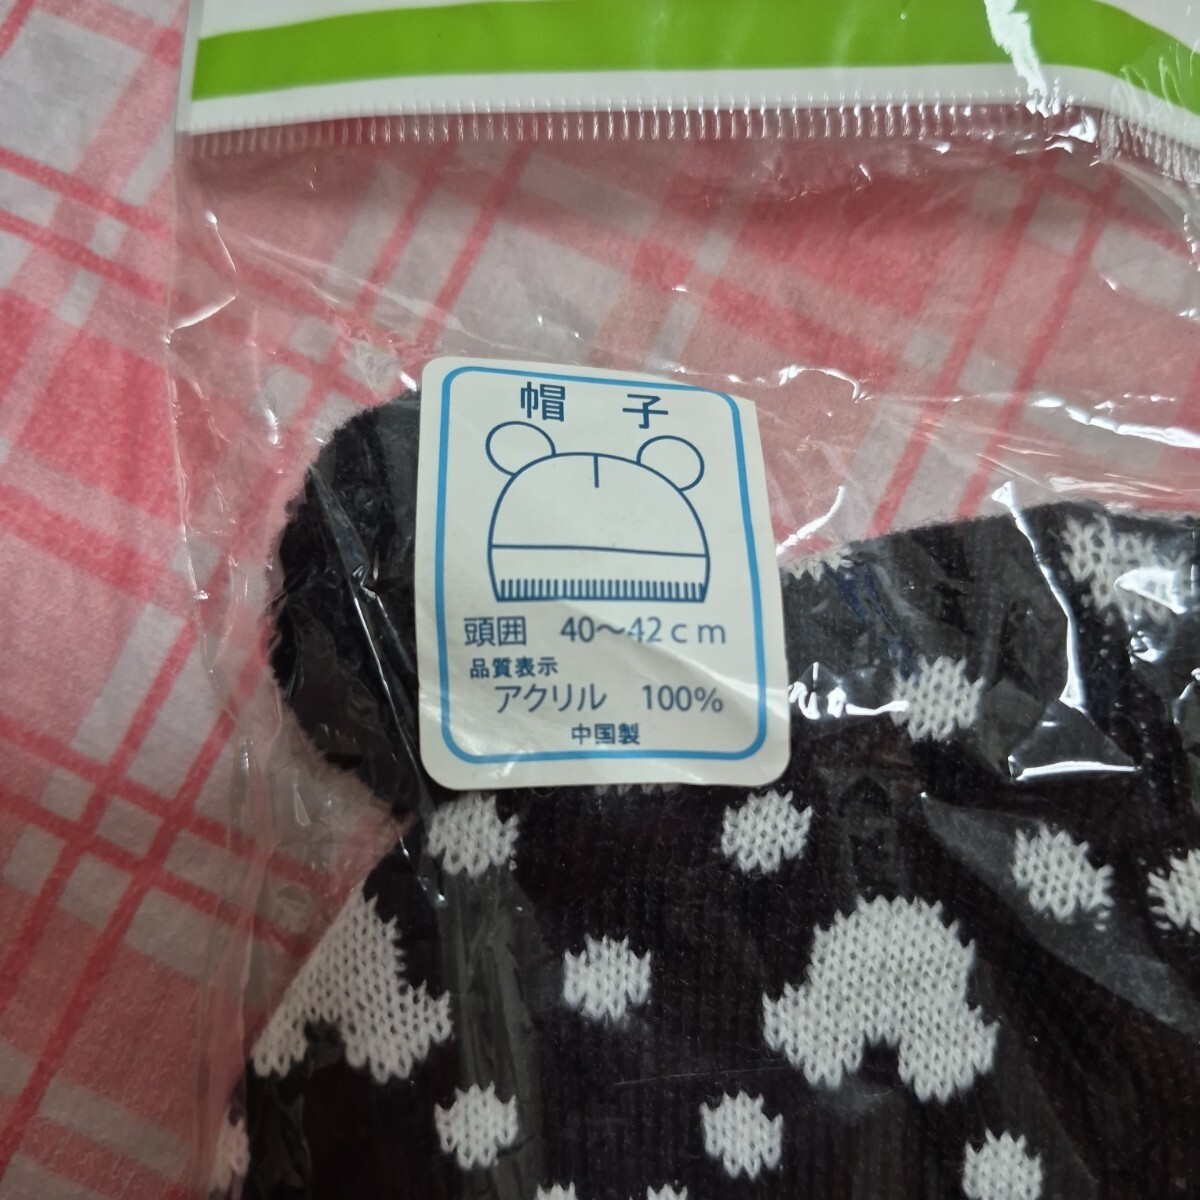 帽 子
頭囲 40～42cm
品質表示
アクリル 100%
中国製